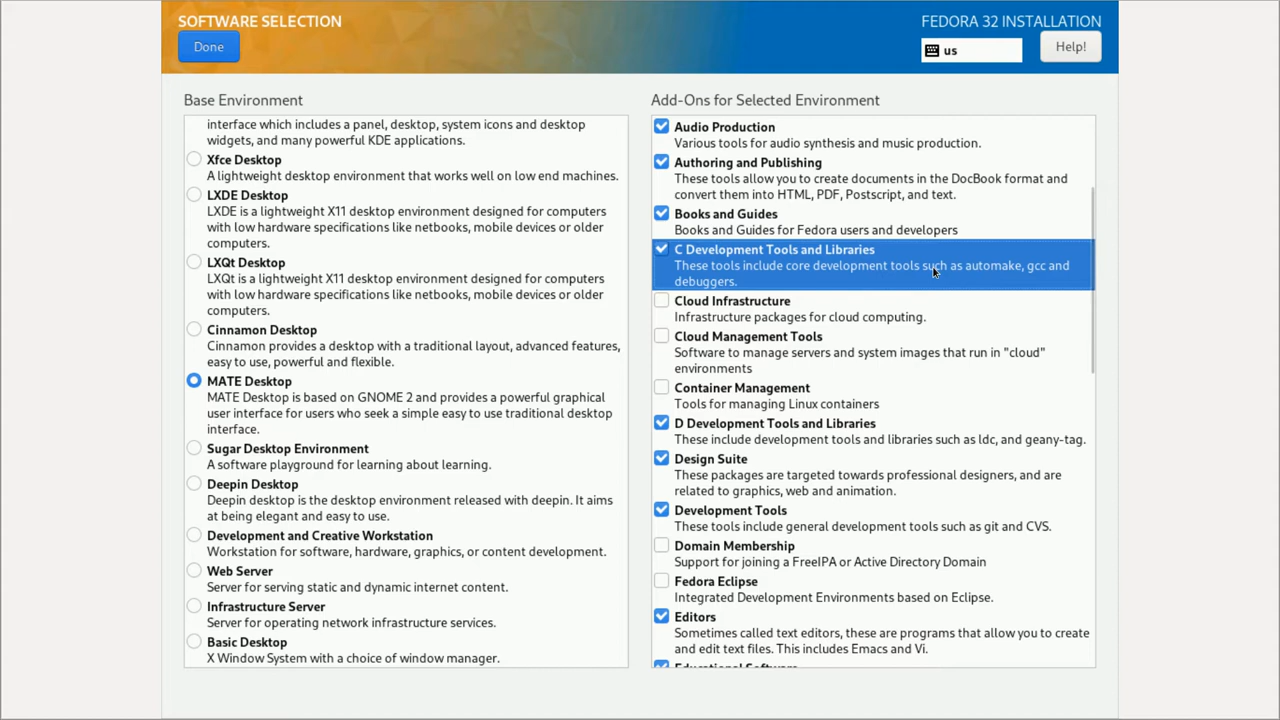 SOFTWARE SELECTION
FEDORA 32 INSTALLATION
Done
us
Help!
Base Environment
interface which includes a panel, desktop, system icons and desktop
widgets, and many powerful KDE applications.
Xfce Desktop
A lightweight desktop environment that works well on low end machines.
LXDE Desktop
LXDE is a lightweight X11 desktop environment designed for computers
with low hardware specifications like netbooks, mobile devices or older
computers.
LXQt Desktop
LXQt is a lightweight X11 desktop environment designed for computers
with low hardware specifications like netbooks, mobile devices or older
computers.
Cinnamon Desktop
Cinnamon provides a desktop with a traditional layout, advanced features,
easy to use, powerful and flexible.
MATE Desktop
MATE Desktop is based on GNOME 2 and provides a powerful graphical
user interface for users who seek a simple easy to use traditional desktop
interface.
Sugar Desktop Environment
A software playground for learning about learning.
Deepin Desktop
Deepin desktop is the desktop environment released with deepin. It aims
at being elegant and easy to use.
Development and Creative Workstation
Workstation for software, hardware, graphics, or content development.
Web Server
Server for serving static and dynamic internet content.
Infrastructure Server
Server for operating network infrastructure services.
Basic Desktop
X Window System with a choice of window manager.
Add-Ons for Selected Environment
Audio Production
Various tools for audio synthesis and music production.
Authoring and Publishing
These tools allow you to create documents in the DocBook format and
convert them into HTML, PDF, Postscript, and text.
Books and Guides
Books and Guides for Fedora users and developers
C Development Tools and Libraries
These tools include core development tools such as automake, gcc and
debuggers.
Cloud Infrastructure
Infrastructure packages for cloud computing.
Cloud Management Tools
Software to manage servers and system images that run in "cloud"
environments
Container Management
Tools for managing Linux containers
D Development Tools and Libraries
These include development tools and libraries such as ldc, and geany-tag.
Design Suite
These packages are targeted towards professional designers, and are
related to graphics, web and animation.
Development Tools
These tools include general development tools such as git and CVS.
Domain Membership
Support for joining a FreeIPA or Active Directory Domain
Fedora Eclipse
Integrated Development Environments based on Eclipse.
Editors
Sometimes called text editors, these are programs that allow you to create
and edit text files. This includes Emacs and Vi.
Educational Software